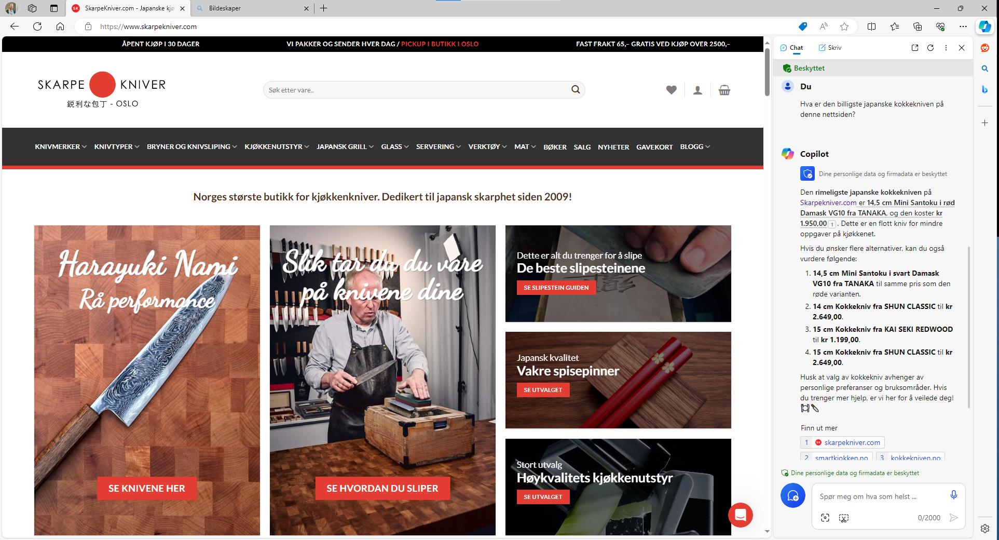 SkarpeKniver.com - Japanske kjø
Bildeskaper
https://www.skarpekniver.com
ÅPENT KJØP I 30 DAGER
VI PAKKER OG SENDER HVER DAG / PICKUP I BUTIKK I OSLO
FAST FRAKT 65,– GRATIS VED KJØP OVER 2500,–
SKARPE KNIVER
鋭利な包丁 - OSLO
Søk etter vare..
KNIVMERKER
KNIVTYPER
BRYNER OG KNIVSLIPING
KJØKKENUTSTYR
JAPANSK GRILL
GLASS
SERVERING
VERKTØY
MAT
BØKER
SALG
NYHETER
GAVEKORT
BLOGG
Norges største butikk for kjøkkenkniver. Dedikert til japansk skarphet siden 2009!
Harayuki Nami
Rå performance
SE KNIVENE HER
Slik tar du du vare
på knivene dine
SE HVORDAN DU SLIPER
Dette er alt du trenger for å slipe
De beste slipesteinene
SE SLIPESTEIN GUIDEN
Japansk kvalitet
Vakre spisepinner
SE UTVALGET
Stort utvalg
Høykvalitets kjøkkenutstyr
SE UTVALGET
Chat
Skriv
Beskyttet
Du
Hva er den billigste japanske kokkekniven på
denne nettsiden?
Copilot
Dine personlige data og firmadata er beskyttet
Den rimeligste japanske kokkekniven på
Skarpekniver.com er 14,5 cm Mini Santoku i rød
Damask VG10 fra TANAKA, og den koster kr
1.950,00 1 . Dette er en flott kniv for mindre
oppgaver på kjøkkenet.
Hvis du ønsker flere alternativer, kan du også
vurdere følgende:
1. 14,5 cm Mini Santoku i svart Damask
VG10 fra TANAKA til samme pris som den
røde varianten.
2. 14 cm Kokkekniv fra SHUN CLASSIC til kr
2.649,00.
3. 15 cm Kokkekniv fra KAI SEKI REDWOOD
til kr 1.199,00.
4. 15 cm Kokkekniv fra SHUN CLASSIC til kr
2.649,00.
Husk at valg av kokkekniv avhenger av
personlige preferanser og bruksområder. Hvis
du trenger mer hjelp, er vi her for å veilede deg!
Finn ut mer
1 SK skarpekniver.com
2 smartkjokken.no 3 kokkekniven.no
Dine personlige data og firmadata er beskyttet
Spør meg om hva som helst ...
0/2000